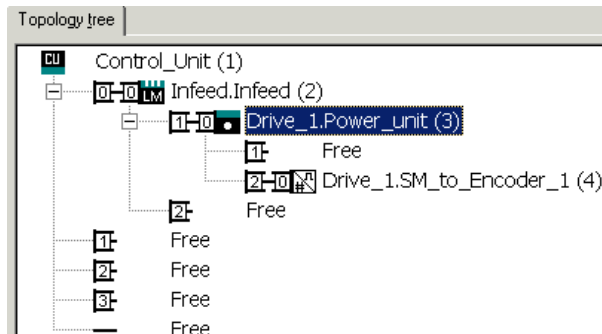 Topology tree
CU Control_Unit (1)
0 0 LM Infeed.Infeed (2)
1 0 Drive_1.Power_unit (3)
1 Free
2 0 # Drive_1.SM_to_Encoder_1 (4)
2 Free
1 Free
2 Free
3 Free
Free